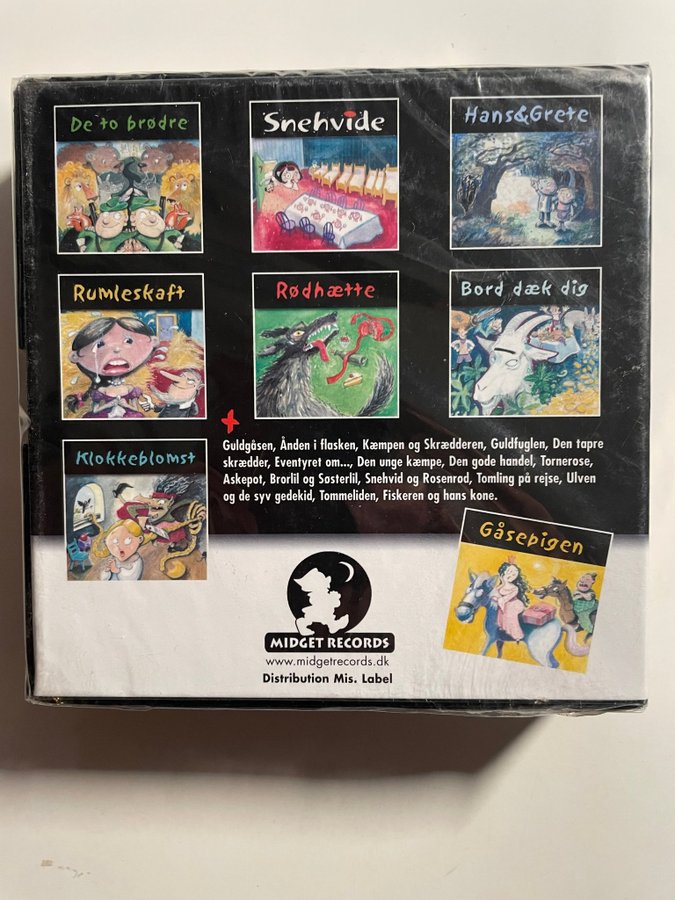 De to brødre
Snehvide
Hans&Grete
Rumleskaft
Rødhætte
Bord dæk dig
Klokkeblomst
+
Guldgåsen, Ånden i flasken, Kæmpen og Skrædderen, Guldfuglen, Den tapre
skrædder, Eventyret om..., Den unge kæmpe, Den gode handel, Tornerose,
Askepot, Brorlil og Sosterlil, Snehvid og Rosenrod, Tomling på rejse, Ulven
og de syv gedekid, Tommeliden, Fiskeren og hans kone.
Gåsepigen
MIDGET RECORDS
www.midgetrecords.dk
Distribution Mis. Label